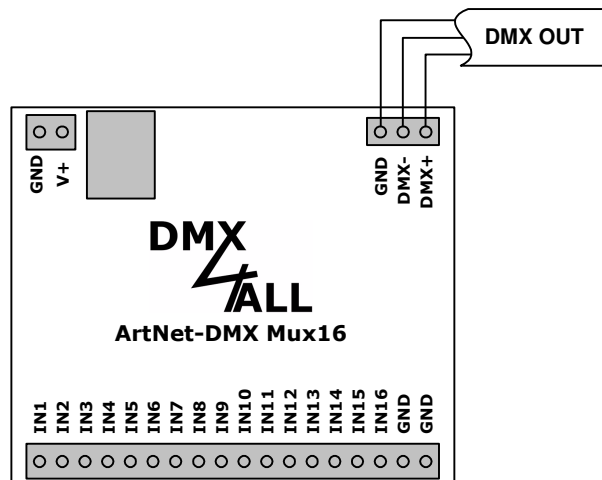 DMX OUT
GND
V+
GND
DMX-
DMX+
DMX
4
ALL
ArtNet-DMX Mux16
IN1
IN2
IN3
IN4
IN5
IN6
IN7
IN8
IN9
IN10
IN11
IN12
IN13
IN14
IN15
IN16
GND
GND